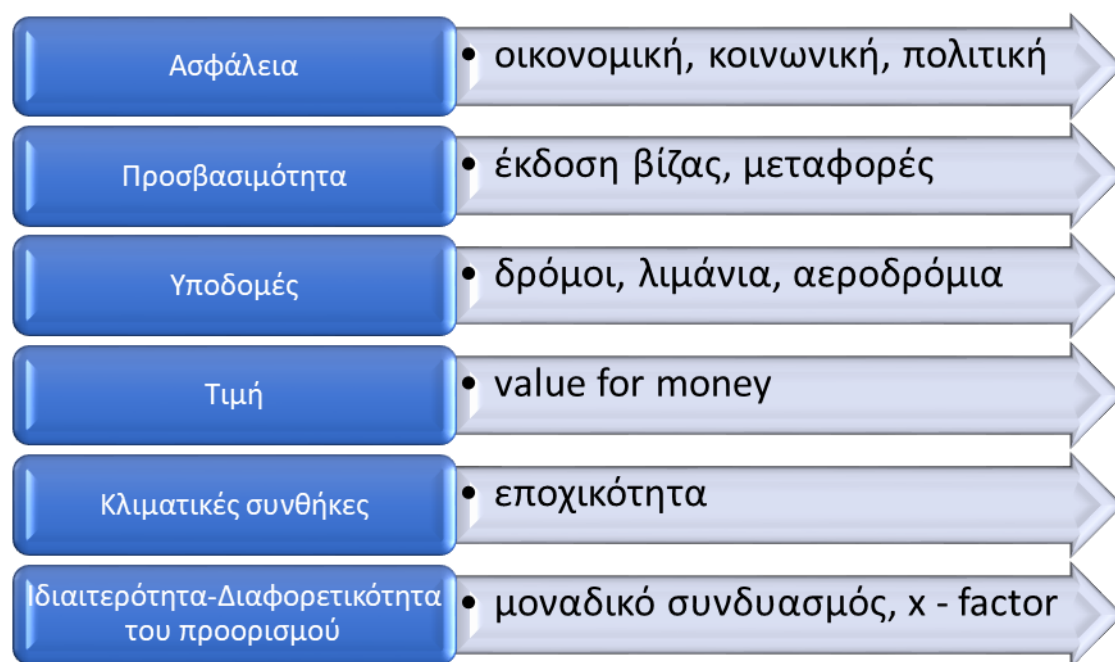 Ασφάλεια
• οικονομική, κοινωνική, πολιτική
Προσβασιμότητα
• έκδοση βίζας, μεταφορές
Υποδομές
• δρόμοι, λιμάνια, αεροδρόμια
Τιμή
• value for money
Κλιματικές συνθήκες
• εποχικότητα
Ιδιαιτερότητα-Διαφορετικότητα
του προορισμού
• μοναδικό συνδυασμός, x - factor